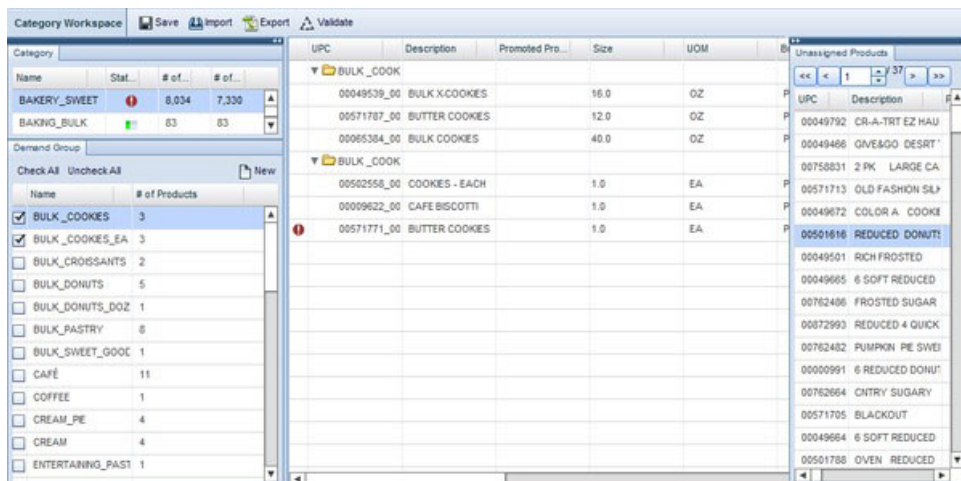 Category Workspace Save Import Export Validate
Category
Name Stat... # of... # of...
BAKERY_SWEET 8,034 7,330
BAKING_BULK 83 83
Demand Group
Check All Uncheck All New
Name # of Products
BULK_COOKIES 3
BULK_COOKIES_EA 3
BULK_CROISSANTS 2
BULK_DONUTS 5
BULK_DONUTS_DOZ 1
BULK_PASTRY 8
BULK_SWEET_GOOD 1
CAFÉ 11
COFFEE 1
CREAM_PIE 4
CREAM 4
ENTERTAINING_PAST 1
UPC Description Promoted Pro... Size UOM
BULK_COOK
00049539_00 BULK X-COOKIES 16.0 OZ
00571787_00 BUTTER COOKIES 12.0 OZ
00065384_00 BULK COOKIES 40.0 OZ
BULK_COOK
00502558_00 COOKIES - EACH 1.0 EA
00009622_00 CAFE BISCOTTI 1.0 EA
00571771_00 BUTTER COOKIES 1.0 EA
Unassigned Products
<< < 1 / 37 > >>
UPC Description
00049792 CR-A-TRT EZ HAU
00049466 GIVE&GO DESRT
00758831 2 PK LARGE CA
00571713 OLD FASHION SILK
00049672 COLOR A COOKIE
00501616 REDUCED DONUTS
00049501 RICH FROSTED
00049665 6 SOFT REDUCED
00762486 FROSTED SUGAR
00872993 REDUCED 4 QUICK
00762482 PUMPKIN PIE SWEE
00000991 6 REDUCED DONUT
00762664 CNTRY SUGARY
00571705 BLACKOUT
00049664 6 SOFT REDUCED
00501788 OVEN REDUCED